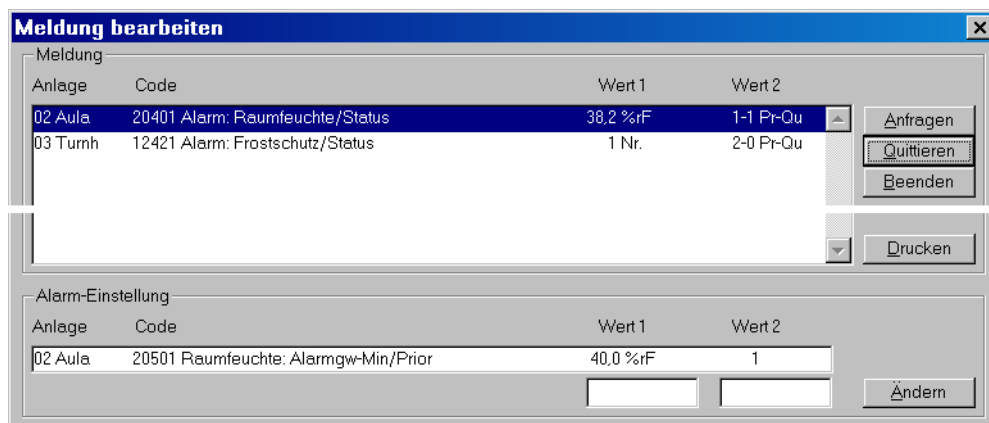 Meldung bearbeiten
Meldung
Anlage Code Wert 1 Wert 2
02 Aula 20401 Alarm: Raumfeuchte/Status 38,2 %rF 1-1 Pr-Qu
03 Turnh 12421 Alarm: Frostschutz/Status 1 Nr. 2-0 Pr-Qu
Anfragen
Quittieren
Beenden
Drucken
Alarm-Einstellung
Anlage Code Wert 1 Wert 2
02 Aula 20501 Raumfeuchte: Alarmgw-Min/Prior 40,0 %rF 1
Ändern